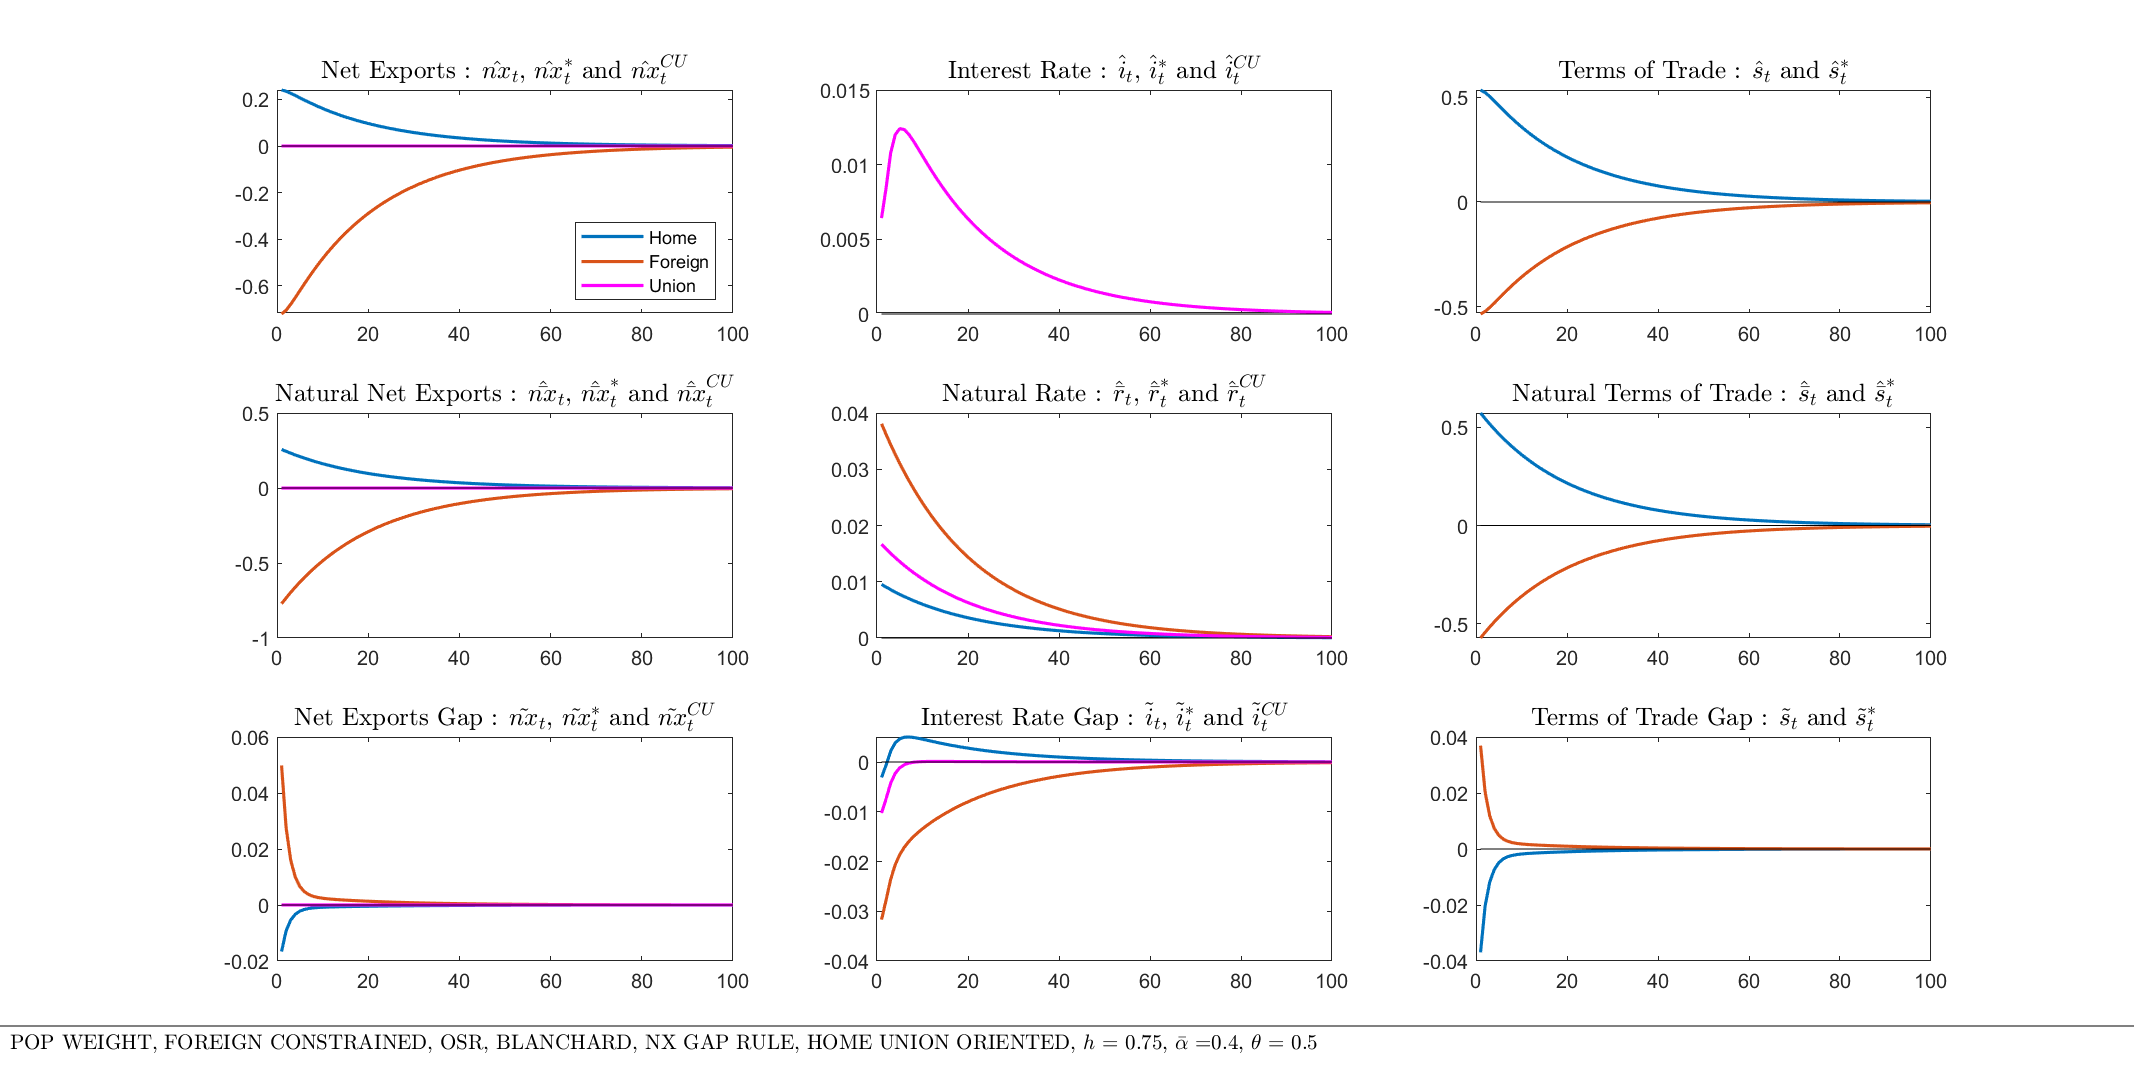 Net Exports : n̂x_t, n̂x*_t and n̂x_t^CU
0.2
0
-0.2
-0.4
-0.6
0 20 40 60 80 100
Home
Foreign
Union
Interest Rate : î_t, î*_t and î_t^CU
0.015
0.01
0.005
0
0 20 40 60 80 100
Terms of Trade : ŝ_t and ŝ*_t
0.5
0
-0.5
0 20 40 60 80 100
Natural Net Exports : n̄̂x_t, n̄̂x*_t and n̄̂x_t^CU
0.5
0
-0.5
-1
0 20 40 60 80 100
Natural Rate : r̄̂_t, r̄̂*_t and r̄̂_t^CU
0.04
0.03
0.02
0.01
0
0 20 40 60 80 100
Natural Terms of Trade : s̄̂_t and s̄̂*_t
0.5
0
-0.5
0 20 40 60 80 100
Net Exports Gap : ñx_t, ñx*_t and ñx_t^CU
0.06
0.04
0.02
0
-0.02
0 20 40 60 80 100
Interest Rate Gap : ĩ_t, ĩ*_t and ĩ_t^CU
0
-0.01
-0.02
-0.03
-0.04
0 20 40 60 80 100
Terms of Trade Gap : s̃_t and s̃*_t
0.04
0.02
0
-0.02
-0.04
0 20 40 60 80 100
POP WEIGHT, FOREIGN CONSTRAINED, OSR, BLANCHARD, NX GAP RULE, HOME UNION ORIENTED, h = 0.75, ᾱ =0.4, θ = 0.5